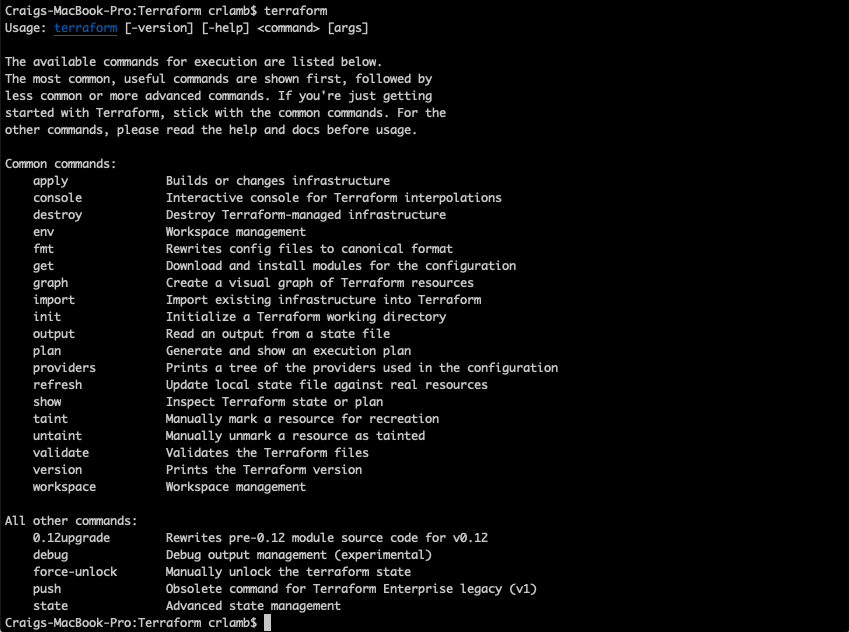 Craigs-MacBook-Pro:Terraform crlamb$ terraform
Usage: terraform [-version] [-help] <command> [args]

The available commands for execution are listed below.
The most common, useful commands are shown first, followed by
less common or more advanced commands. If you're just getting
started with Terraform, stick with the common commands. For the
other commands, please read the help and docs before usage.

Common commands:
    apply              Builds or changes infrastructure
    console            Interactive console for Terraform interpolations
    destroy            Destroy Terraform-managed infrastructure
    env                Workspace management
    fmt                Rewrites config files to canonical format
    get                Download and install modules for the configuration
    graph              Create a visual graph of Terraform resources
    import             Import existing infrastructure into Terraform
    init               Initialize a Terraform working directory
    output             Read an output from a state file
    plan               Generate and show an execution plan
    providers          Prints a tree of the providers used in the configuration
    refresh            Update local state file against real resources
    show               Inspect Terraform state or plan
    taint              Manually mark a resource for recreation
    untaint            Manually unmark a resource as tainted
    validate           Validates the Terraform files
    version            Prints the Terraform version
    workspace          Workspace management

All other commands:
    0.12upgrade        Rewrites pre-0.12 module source code for v0.12
    debug              Debug output management (experimental)
    force-unlock       Manually unlock the terraform state
    push               Obsolete command for Terraform Enterprise legacy (v1)
    state              Advanced state management
Craigs-MacBook-Pro:Terraform crlamb$